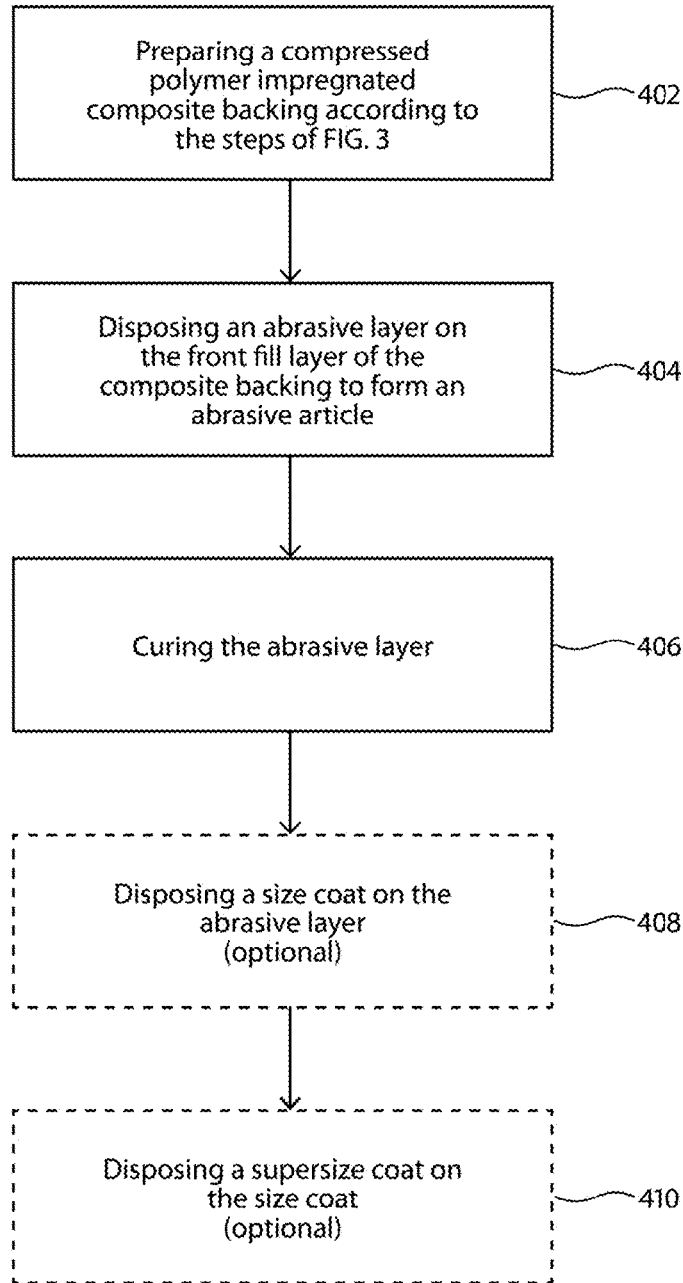 Preparing a compressed
polymer impregnated
composite backing according to
the steps of FIG. 3
402
Disposing an abrasive layer on
the front fill layer of the
composite backing to form an
abrasive article
404
Curing the abrasive layer
406
Disposing a size coat on the
abrasive layer
(optional)
408
Disposing a supersize coat on
the size coat
(optional)
410